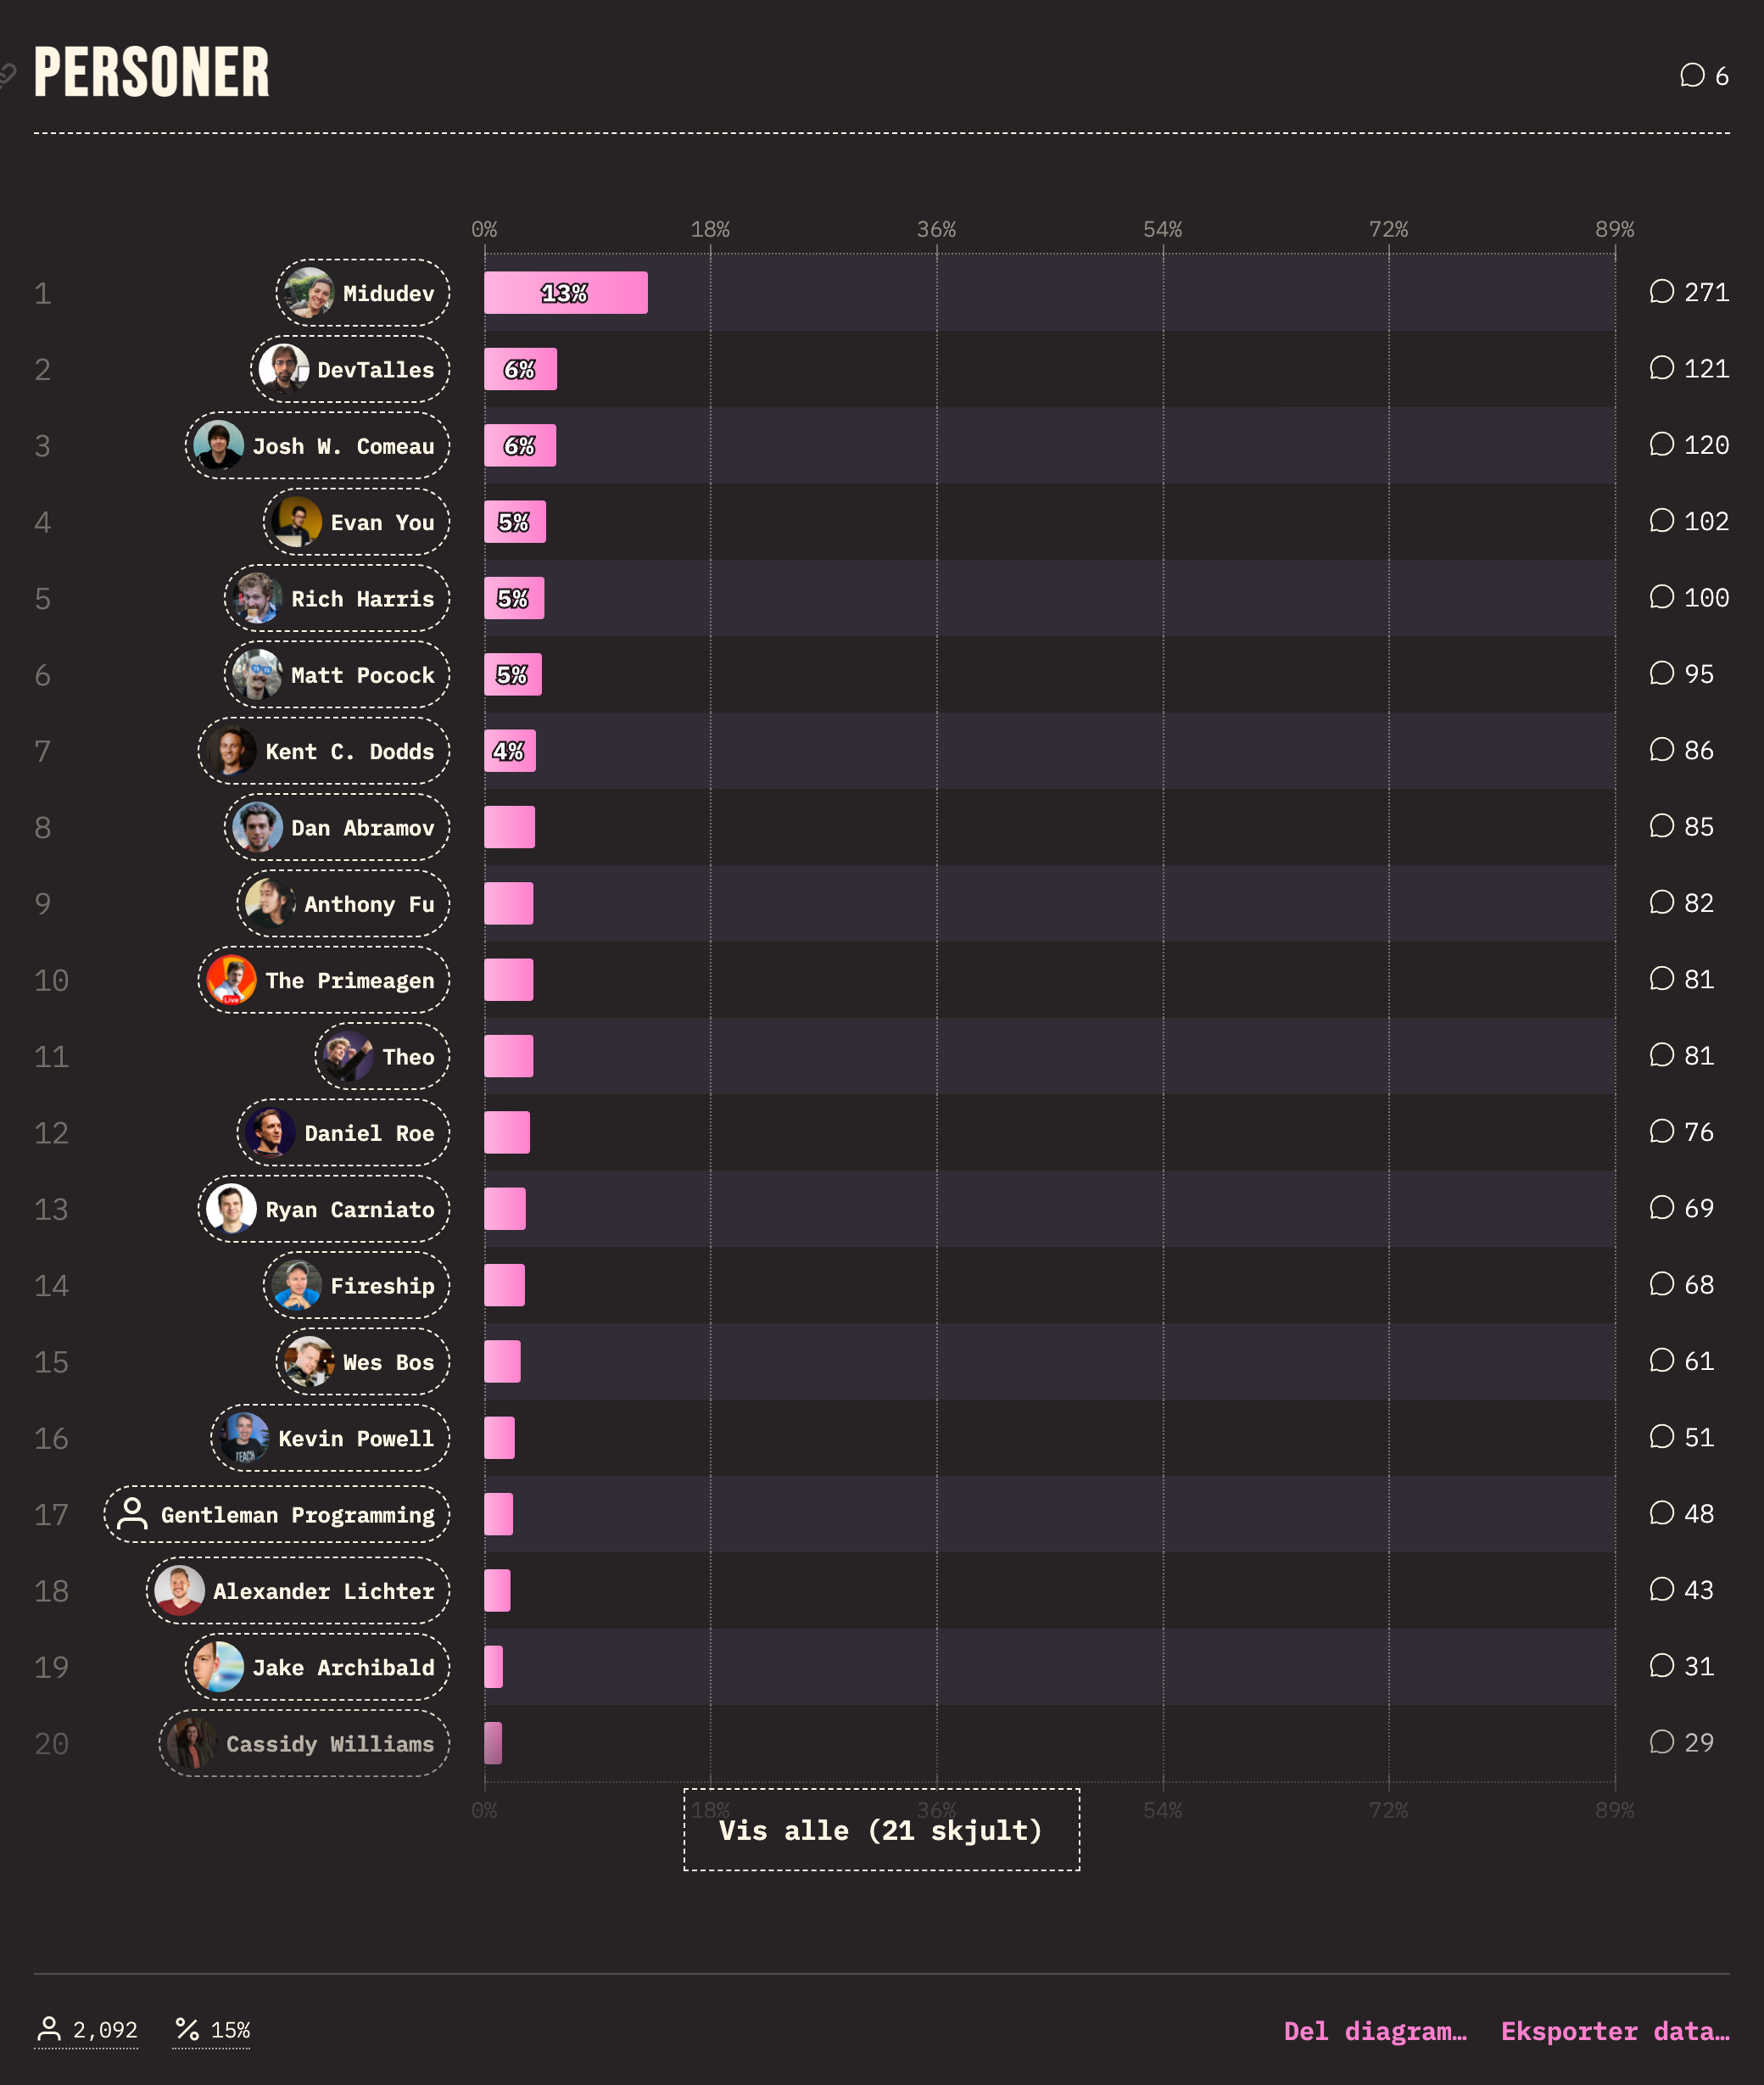 PERSONER
6
0% 18% 36% 54% 72% 89%
1 Midudev 13% 271
2 DevTalles 6% 121
3 Josh W. Comeau 6% 120
4 Evan You 5% 102
5 Rich Harris 5% 100
6 Matt Pocock 5% 95
7 Kent C. Dodds 4% 86
8 Dan Abramov 85
9 Anthony Fu 82
10 The Primeagen 81
11 Theo 81
12 Daniel Roe 76
13 Ryan Carniato 69
14 Fireship 68
15 Wes Bos 61
16 Kevin Powell 51
17 Gentleman Programming 48
18 Alexander Lichter 43
19 Jake Archibald 31
20 Cassidy Williams 29
0% 18% 36% 54% 72% 89%
Vis alle (21 skjult)
2,092 15% Del diagram… Eksporter data…